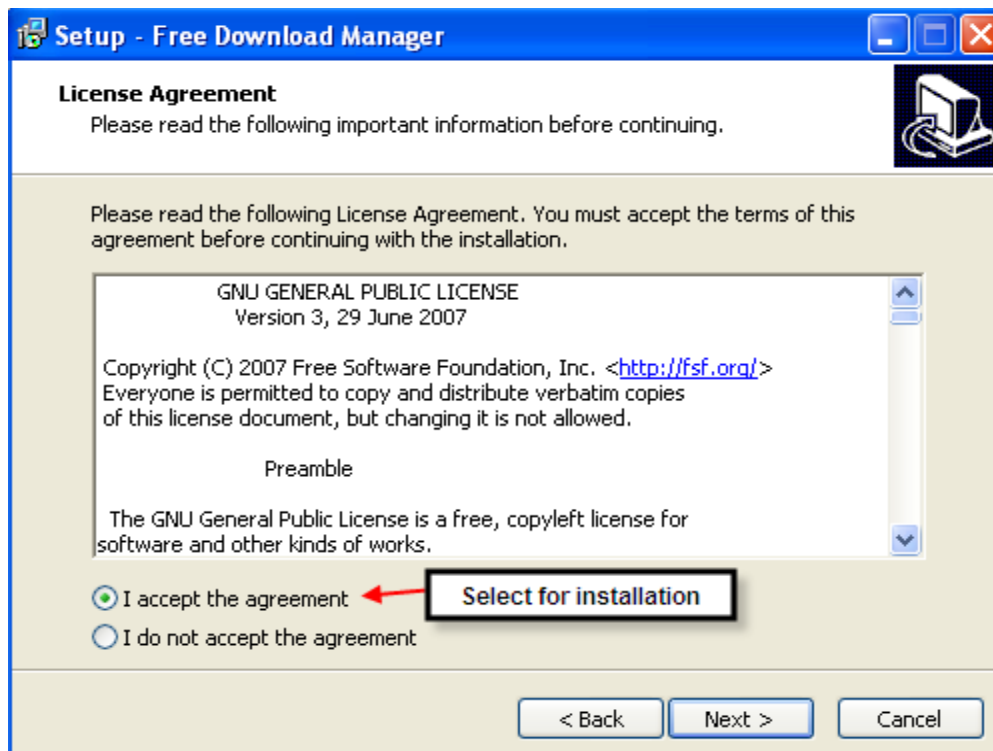 Setup - Free Download Manager
License Agreement
Please read the following important information before continuing.
Please read the following License Agreement. You must accept the terms of this
agreement before continuing with the installation.
GNU GENERAL PUBLIC LICENSE
Version 3, 29 June 2007
Copyright (C) 2007 Free Software Foundation, Inc. <http://fsf.org/>
Everyone is permitted to copy and distribute verbatim copies
of this license document, but changing it is not allowed.
Preamble
The GNU General Public License is a free, copyleft license for
software and other kinds of works.
I accept the agreement
Select for installation
I do not accept the agreement
< Back
Next >
Cancel